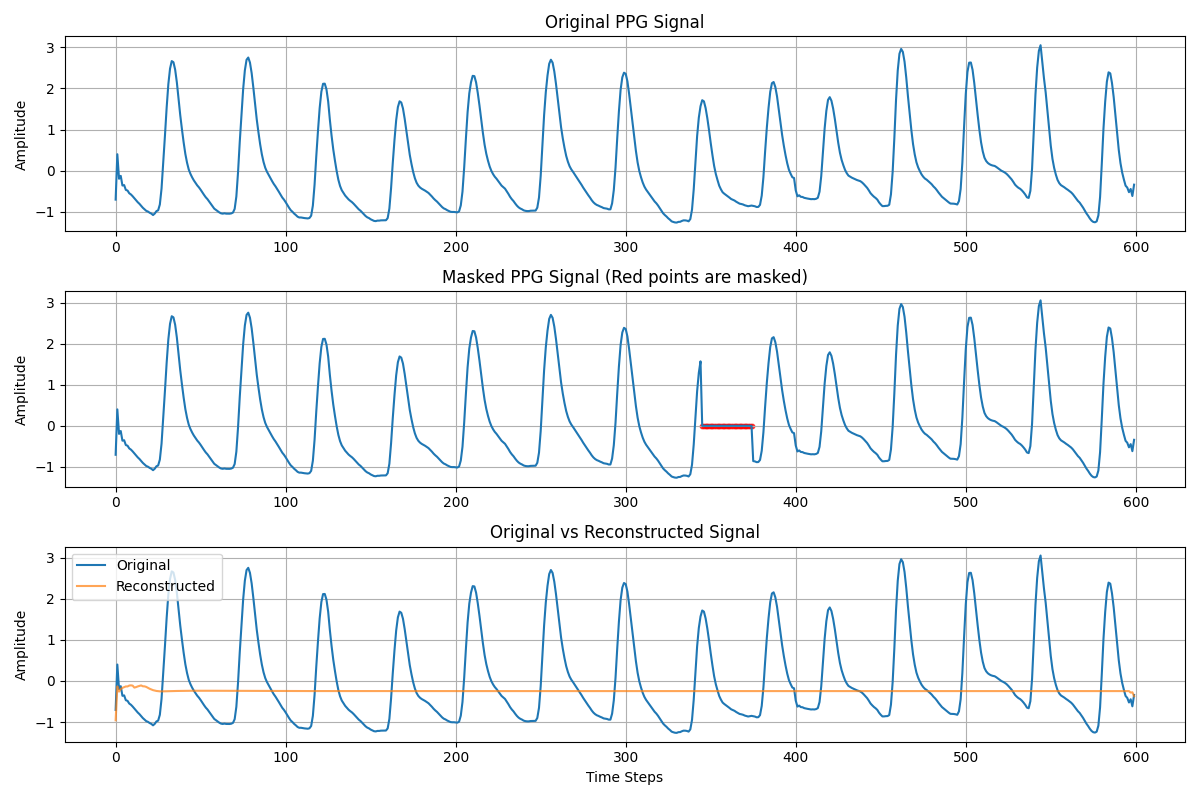 Original PPG Signal
3
2
1
0
−1
Amplitude
0 100 200 300 400 500 600
Masked PPG Signal (Red points are masked)
3
2
1
0
−1
Amplitude
0 100 200 300 400 500 600
Original vs Reconstructed Signal
Original
Reconstructed
3
2
1
0
−1
Amplitude
0 100 200 300 400 500 600
Time Steps